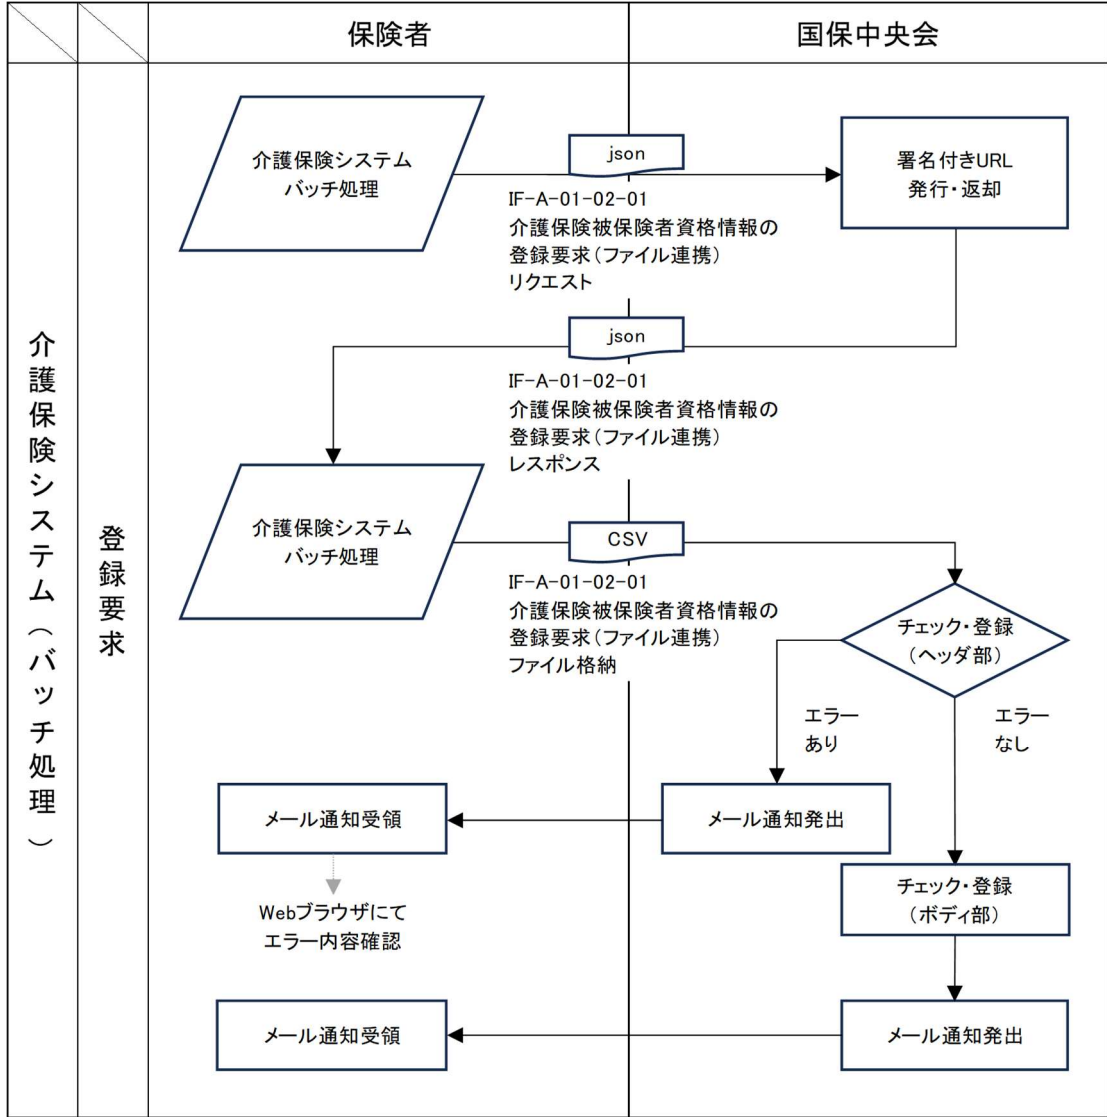 保険者
国保中央会
介護保険システム（バッチ処理）
登録要求
介護保険システム
バッチ処理
json
署名付きURL
発行・返却
IF-A-01-02-01
介護保険被保険者資格情報の
登録要求（ファイル連携）
リクエスト
json
IF-A-01-02-01
介護保険被保険者資格情報の
登録要求（ファイル連携）
レスポンス
介護保険システム
バッチ処理
CSV
IF-A-01-02-01
介護保険被保険者資格情報の
登録要求（ファイル連携）
ファイル格納
チェック・登録
（ヘッダ部）
エラー
あり
エラー
なし
メール通知受領
メール通知発出
Webブラウザにて
エラー内容確認
チェック・登録
（ボディ部）
メール通知受領
メール通知発出